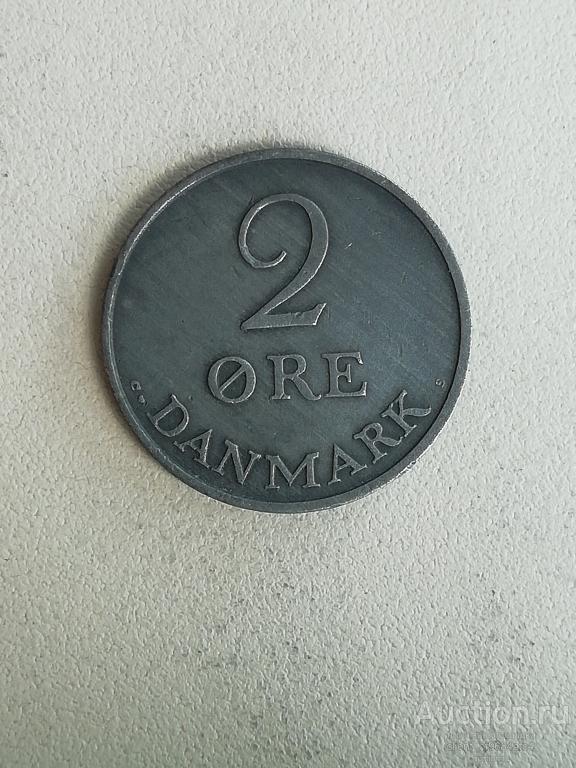 2
ØRE
C ♥ S
DANMARK
Auction.ru